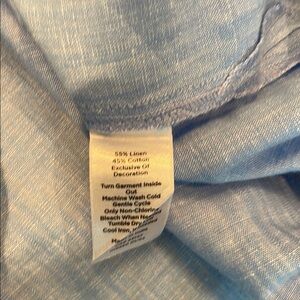 55% Linen
45% Cotton
Exclusive Of
Decoration
Turn Garment Inside
Out
Machine Wash Cold
Gentle Cycle
Only Non-Chlorine
Bleach When Needed
Tumble Dry
Cool Iron,